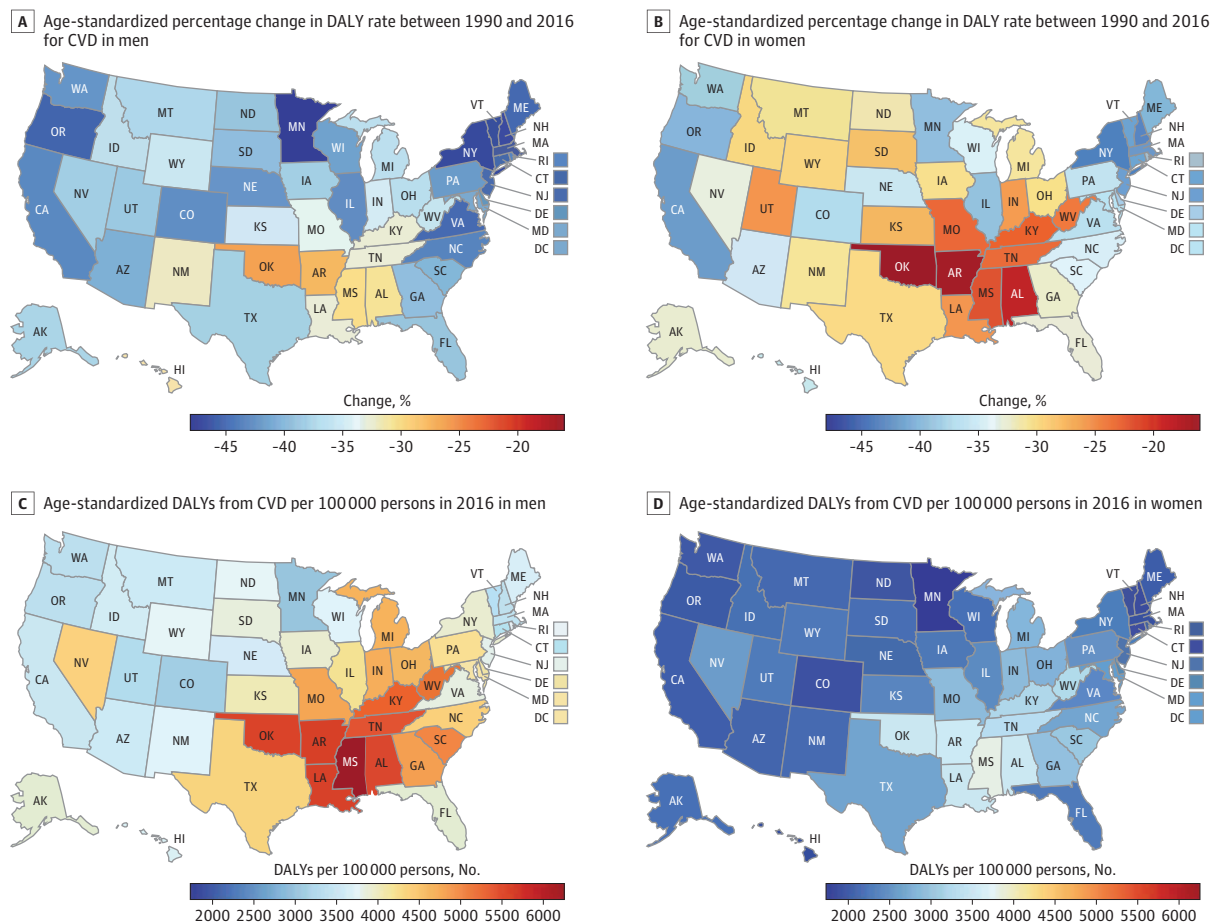 A Age-standardized percentage change in DALY rate between 1990 and 2016
for CVD in men
WA
MT
ND
MN
VT
ME
OR
ID
SD
WI
NY
NH
MA
WY
MI
RI
NE
IA
PA
CT
NV
UT
CO
IL
IN
OH
NJ
CA
KS
MO
WV
VA
DE
KY
MD
AZ
NM
OK
AR
TN
NC
DC
SC
TX
MS
AL
GA
LA
AK
FL
HI
Change, %
-45 -40 -35 -30 -25 -20
B Age-standardized percentage change in DALY rate between 1990 and 2016
for CVD in women
WA
MT
ND
MN
VT
ME
OR
ID
SD
WI
NY
NH
MA
WY
MI
RI
NE
IA
PA
CT
NV
UT
CO
IL
IN
OH
NJ
CA
KS
MO
WV
VA
DE
KY
MD
AZ
NM
OK
AR
TN
NC
DC
SC
TX
MS
AL
GA
LA
AK
FL
HI
Change, %
-45 -40 -35 -30 -25 -20
C Age-standardized DALYs from CVD per 100 000 persons in 2016 in men
WA
MT
ND
MN
VT
ME
OR
ID
SD
WI
NY
NH
MA
WY
MI
RI
NE
IA
PA
CT
NV
UT
CO
IL
IN
OH
NJ
CA
KS
MO
WV
VA
DE
KY
MD
AZ
NM
OK
AR
TN
NC
DC
SC
TX
MS
AL
GA
LA
AK
FL
HI
DALYs per 100 000 persons, No.
2000 2500 3000 3500 4000 4500 5000 5500 6000
D Age-standardized DALYs from CVD per 100 000 persons in 2016 in women
WA
MT
ND
MN
VT
ME
OR
ID
SD
WI
NY
NH
MA
WY
MI
RI
NE
IA
PA
CT
NV
UT
CO
IL
IN
OH
NJ
CA
KS
MO
WV
VA
DE
KY
MD
AZ
NM
OK
AR
TN
NC
DC
SC
TX
MS
AL
GA
LA
AK
FL
HI
DALYs per 100 000 persons, No.
2000 2500 3000 3500 4000 4500 5000 5500 6000